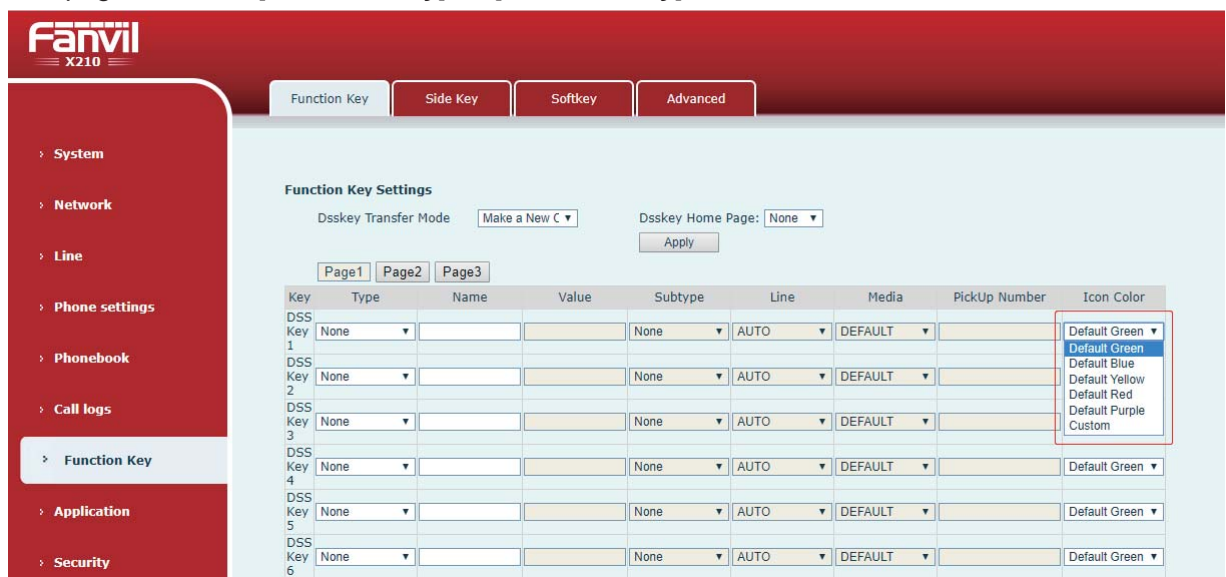 Fanvil
X210
Function Key Side Key Softkey Advanced
› System
› Network
› Line
› Phone settings
› Phonebook
› Call logs
› Function Key
› Application
› Security
Function Key Settings
Dsskey Transfer Mode Make a New C Dsskey Home Page: None
Apply
Page1 Page2 Page3
Key Type Name Value Subtype Line Media PickUp Number Icon Color
DSS Key 1 None None AUTO DEFAULT Default Green
Default Green
Default Blue
Default Yellow
Default Red
Default Purple
Custom
DSS Key 2 None None AUTO DEFAULT
DSS Key 3 None None AUTO DEFAULT
DSS Key 4 None None AUTO DEFAULT Default Green
DSS Key 5 None None AUTO DEFAULT Default Green
DSS Key 6 None None AUTO DEFAULT Default Green